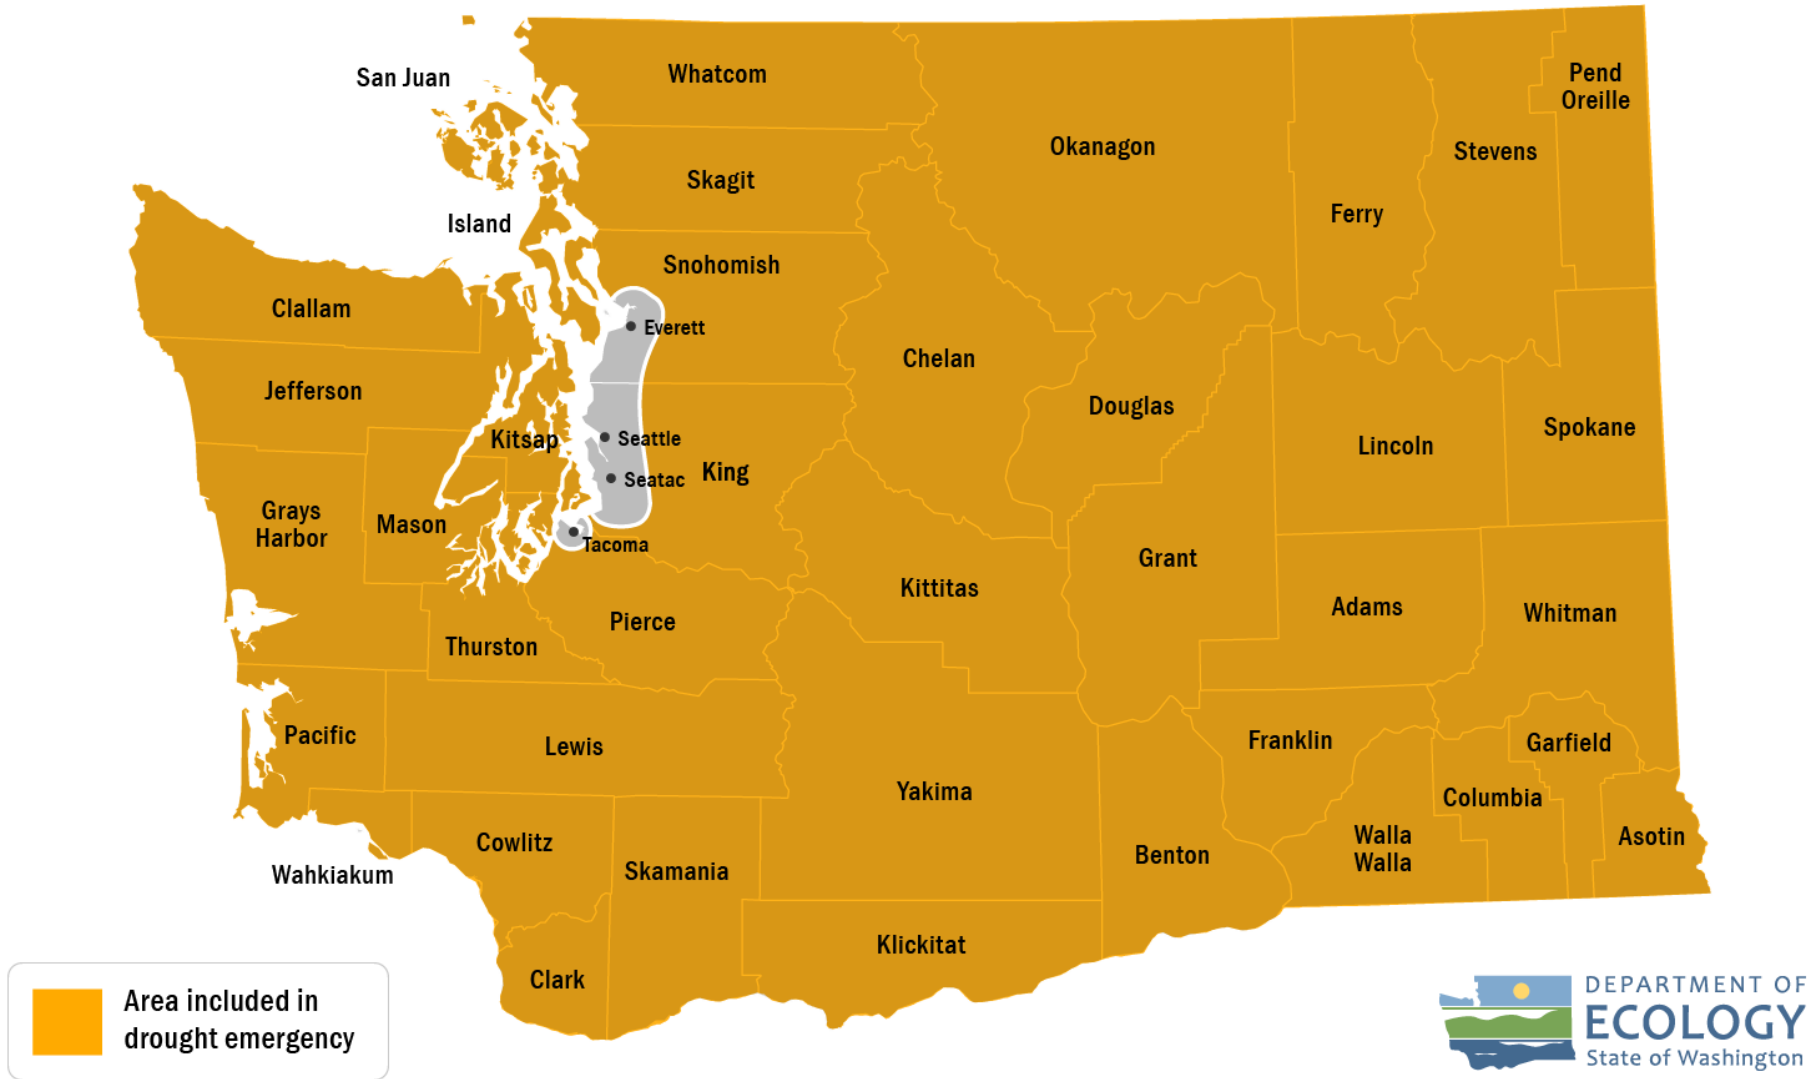 San Juan
Whatcom
Pend
Oreille
Okanagon
Stevens
Skagit
Ferry
Island
Snohomish
Clallam
Everett
Chelan
Jefferson
Douglas
Spokane
Kitsap
Seattle
Lincoln
King
Seatac
Grays
Harbor
Mason
Tacoma
Grant
Kittitas
Adams
Whitman
Pierce
Thurston
Pacific
Lewis
Franklin
Garfield
Yakima
Columbia
Cowlitz
Walla
Walla
Asotin
Benton
Skamania
Wahkiakum
Klickitat
Clark
Area included in
drought emergency
DEPARTMENT OF
ECOLOGY
State of Washington